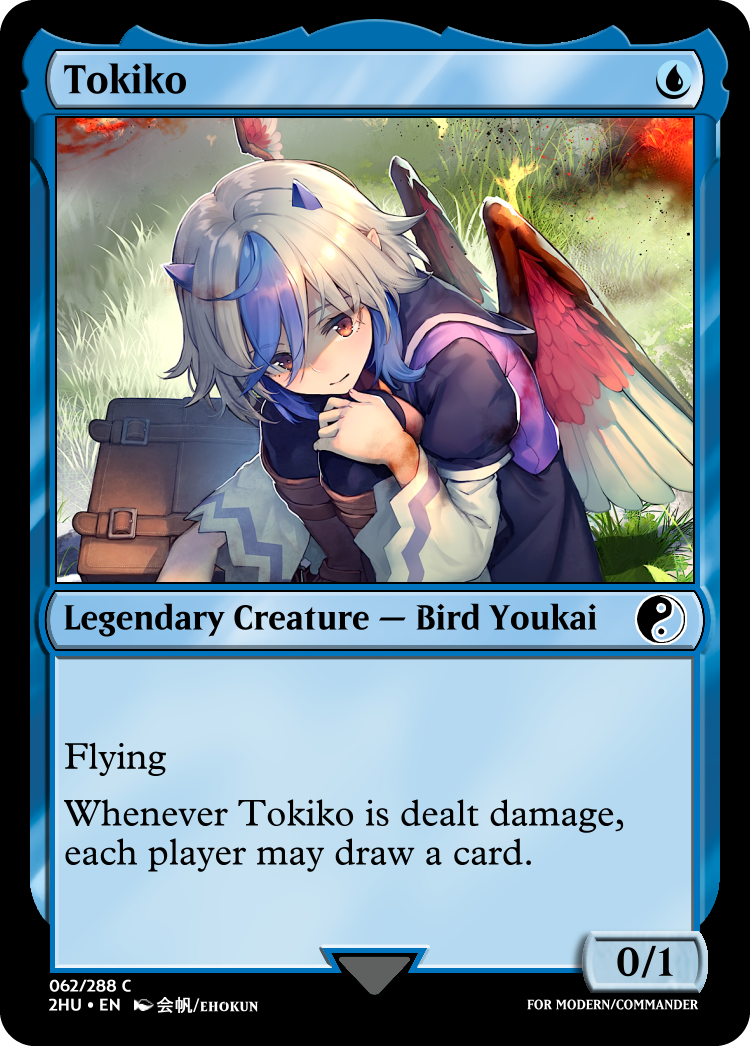 Tokiko
Legendary Creature — Bird Youkai
Flying
Whenever Tokiko is dealt damage,
each player may draw a card.
0/1
062/288 C
2HU • EN 会帆/EHOKUN
FOR MODERN/COMMANDER